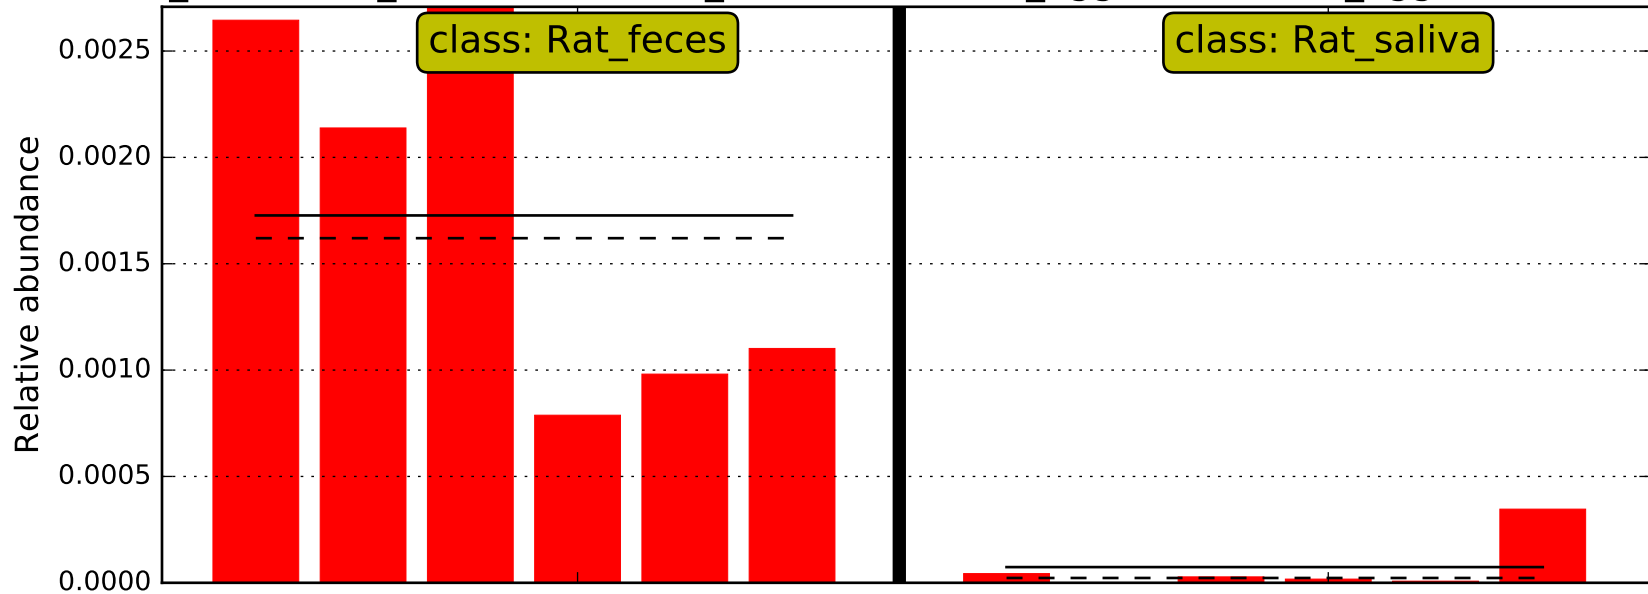 class: Rat_feces
class: Rat_saliva
0.0025
0.0020
0.0015
0.0010
0.0005
0.0000
Relative abundance